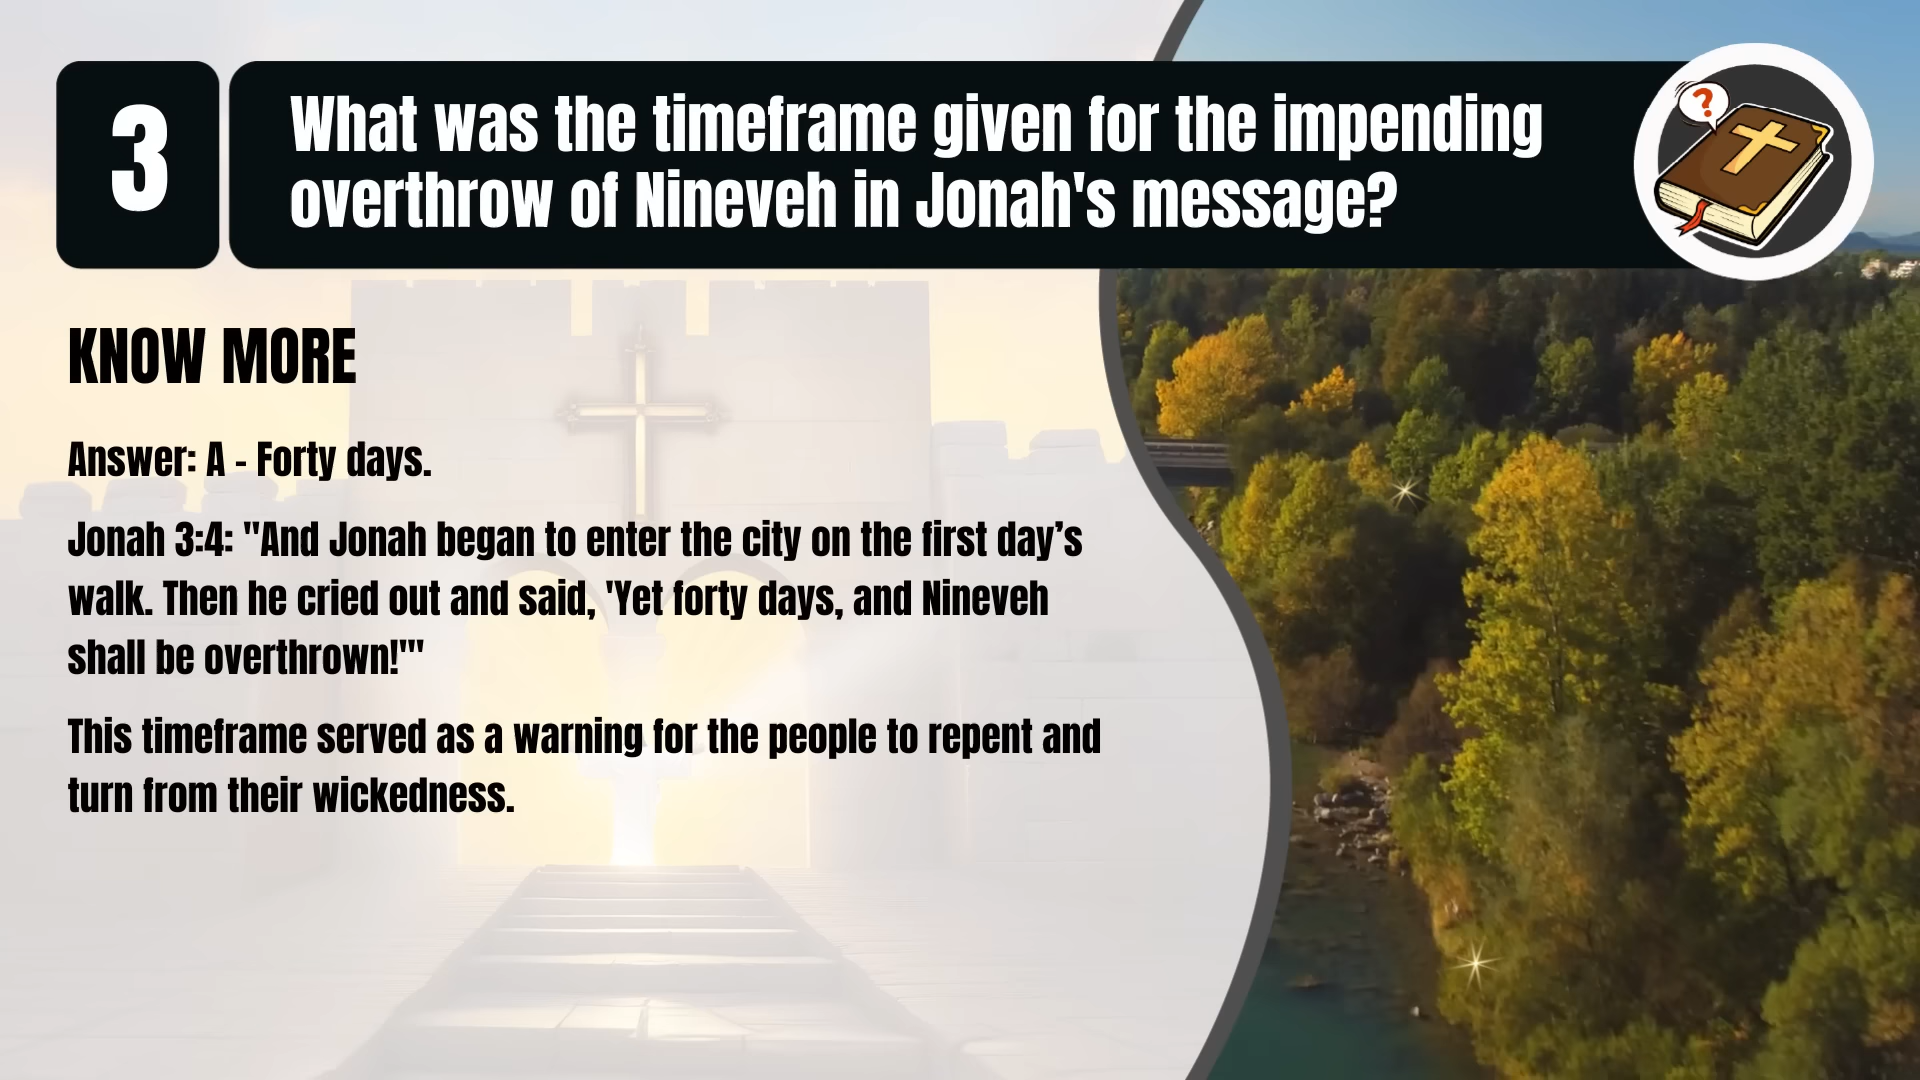 3
What was the timeframe given for the impending
overthrow of Nineveh in Jonah's message?
?
KNOW MORE
Answer: A - Forty days.
Jonah 3:4: "And Jonah began to enter the city on the first day’s
walk. Then he cried out and said, 'Yet forty days, and Nineveh
shall be overthrown!'"
This timeframe served as a warning for the people to repent and
turn from their wickedness.